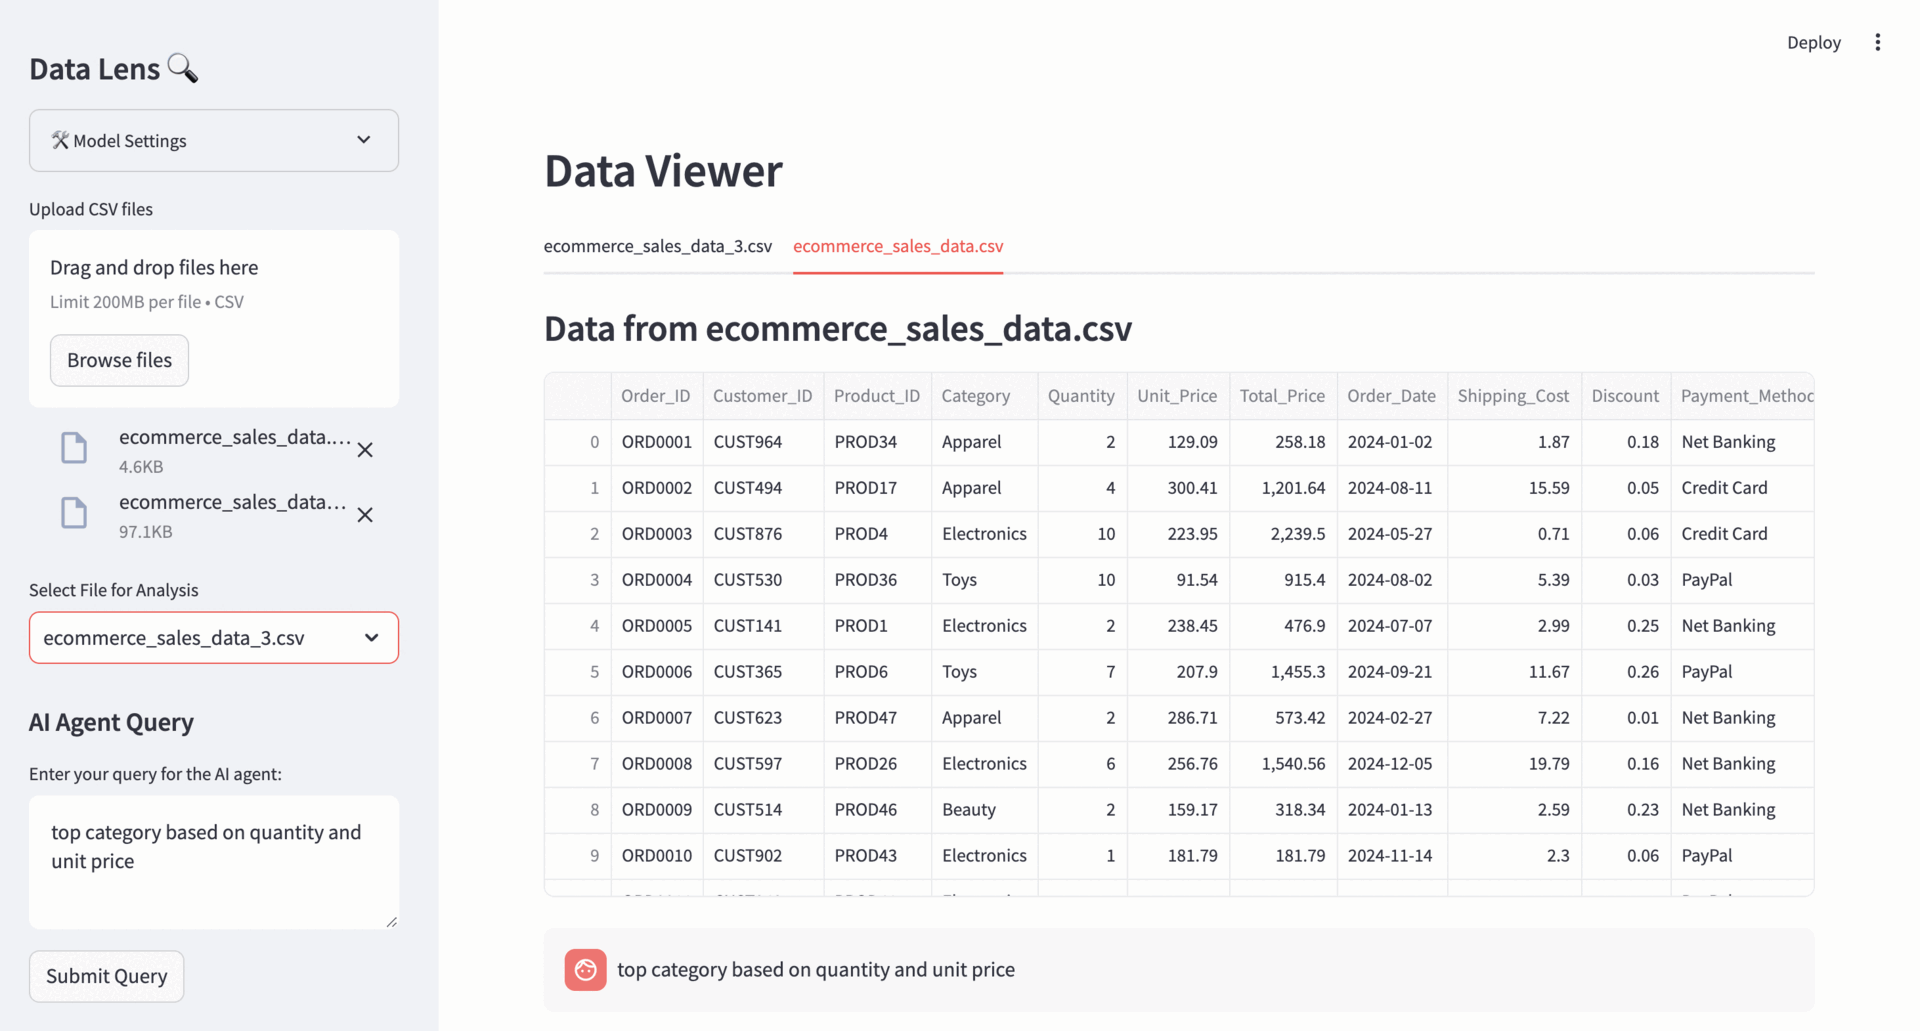 Deploy
Data Lens
Model Settings
Upload CSV files
Drag and drop files here
Limit 200MB per file • CSV
Browse files
ecommerce_sales_data....
4.6KB
ecommerce_sales_data...
97.1KB
Select File for Analysis
ecommerce_sales_data_3.csv
AI Agent Query
Enter your query for the AI agent:
top category based on quantity and
unit price
Submit Query
Data Viewer
ecommerce_sales_data_3.csv ecommerce_sales_data.csv
Data from ecommerce_sales_data.csv
Order_ID Customer_ID Product_ID Category Quantity Unit_Price Total_Price Order_Date Shipping_Cost Discount Payment_Method
0 ORD0001 CUST964 PROD34 Apparel 2 129.09 258.18 2024-01-02 1.87 0.18 Net Banking
1 ORD0002 CUST494 PROD17 Apparel 4 300.41 1,201.64 2024-08-11 15.59 0.05 Credit Card
2 ORD0003 CUST876 PROD4 Electronics 10 223.95 2,239.5 2024-05-27 0.71 0.06 Credit Card
3 ORD0004 CUST530 PROD36 Toys 10 91.54 915.4 2024-08-02 5.39 0.03 PayPal
4 ORD0005 CUST141 PROD1 Electronics 2 238.45 476.9 2024-07-07 2.99 0.25 Net Banking
5 ORD0006 CUST365 PROD6 Toys 7 207.9 1,455.3 2024-09-21 11.67 0.26 PayPal
6 ORD0007 CUST623 PROD47 Apparel 2 286.71 573.42 2024-02-27 7.22 0.01 Net Banking
7 ORD0008 CUST597 PROD26 Electronics 6 256.76 1,540.56 2024-12-05 19.79 0.16 Net Banking
8 ORD0009 CUST514 PROD46 Beauty 2 159.17 318.34 2024-01-13 2.59 0.23 Net Banking
9 ORD0010 CUST902 PROD43 Electronics 1 181.79 181.79 2024-11-14 2.3 0.06 PayPal
top category based on quantity and unit price